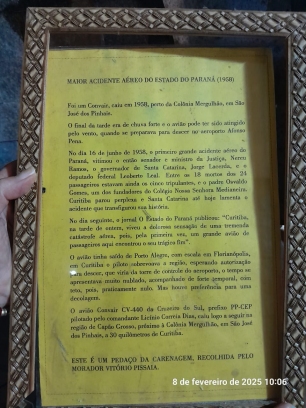 MAIOR ACIDENTE AÉREO DO ESTADO DO PARANÁ (1958)
Foi um Convair, caiu em 1958, perto da Colônia Mergulhão, em São
José dos Pinhais.
O final da tarde era de chuva forte e o avião pode ter sido atingido
pelo vento, quando se preparava para descer no aeroporto Afonso
Pena.
No dia 16 de junho de 1958, o primeiro grande acidente aéreo do
Paraná, vitimou o então senador e ministro da Justiça, Nereu
Ramos, o governador de Santa Catarina, Jorge Lacerda, e o
deputado federal Leoberto Leal. Entre os 18 mortos dos 24
passageiros estavam ainda os cinco tripulantes, e o padre Osvaldo
Gomes, um dos fundadores do Colégio Nossa Senhora Medianeira.
Curitiba parou perplexa e Santa Catarina até hoje lamenta o
acidente que transfigurou sua história.
No dia seguinte, o jornal O Estado do Paraná publicou: "Curitiba,
na tarde de ontem, viveu a dolorosa sensação de uma tremenda
catástrofe aérea, pois, pela primeira vez, um grande avião de
passageiros aqui encontrou o seu trágico fim".
O avião tinha saído de Porto Alegre, com escala em Florianópolis,
em Curitiba o piloto sobrevoava a região, esperando autorização
para descer, que viria da torre de controle do aeroporto, o tempo se
apresentava muito nublado, acompanhado de forte temporal, com
teto, pois, praticamente nulo. Mas houve preferência para uma
decolagem.
O avião Convair CV-440 da Cruzeiro do Sul, prefixo PP-CEP
pilotado pelo comandante Licínio Correia Dias, caiu logo a seguir na
região de Capão Grosso, próximo à Colônia Mergulhão, em São José
dos Pinhais, a 30 quilômetros de Curitiba.
ESTE É UM PEDAÇO DA CARENAGEM, RECOLHIDA PELO
MORADOR VITÓRIO PISSAIA.
8 de fevereiro de 2025 10:06